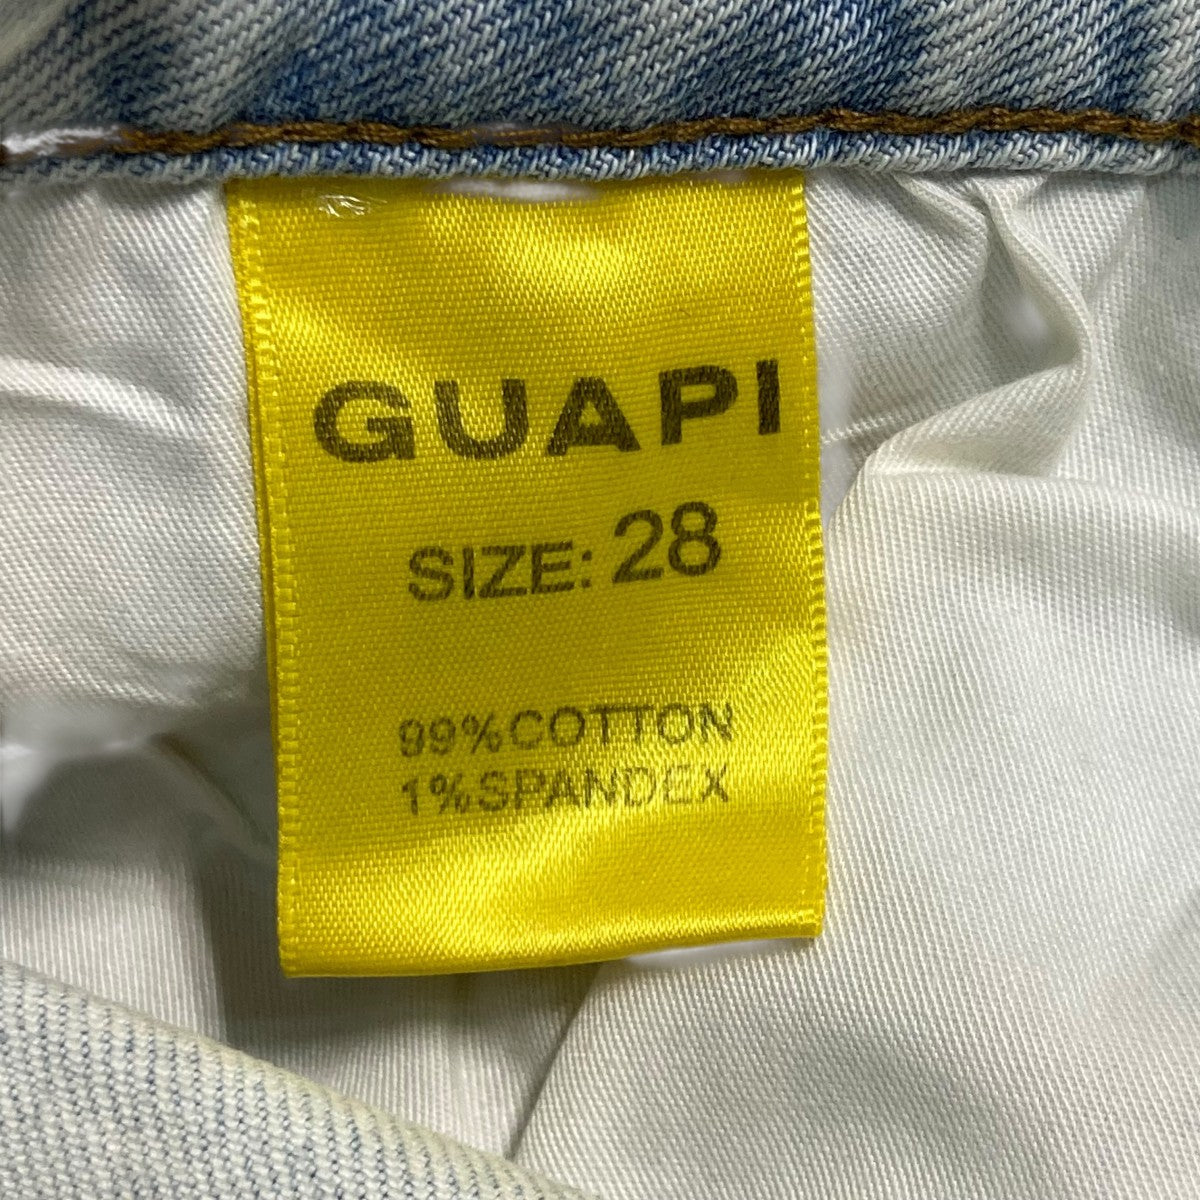 GUAPI
SIZE: 28
99%COTTON
1%SPANDEX